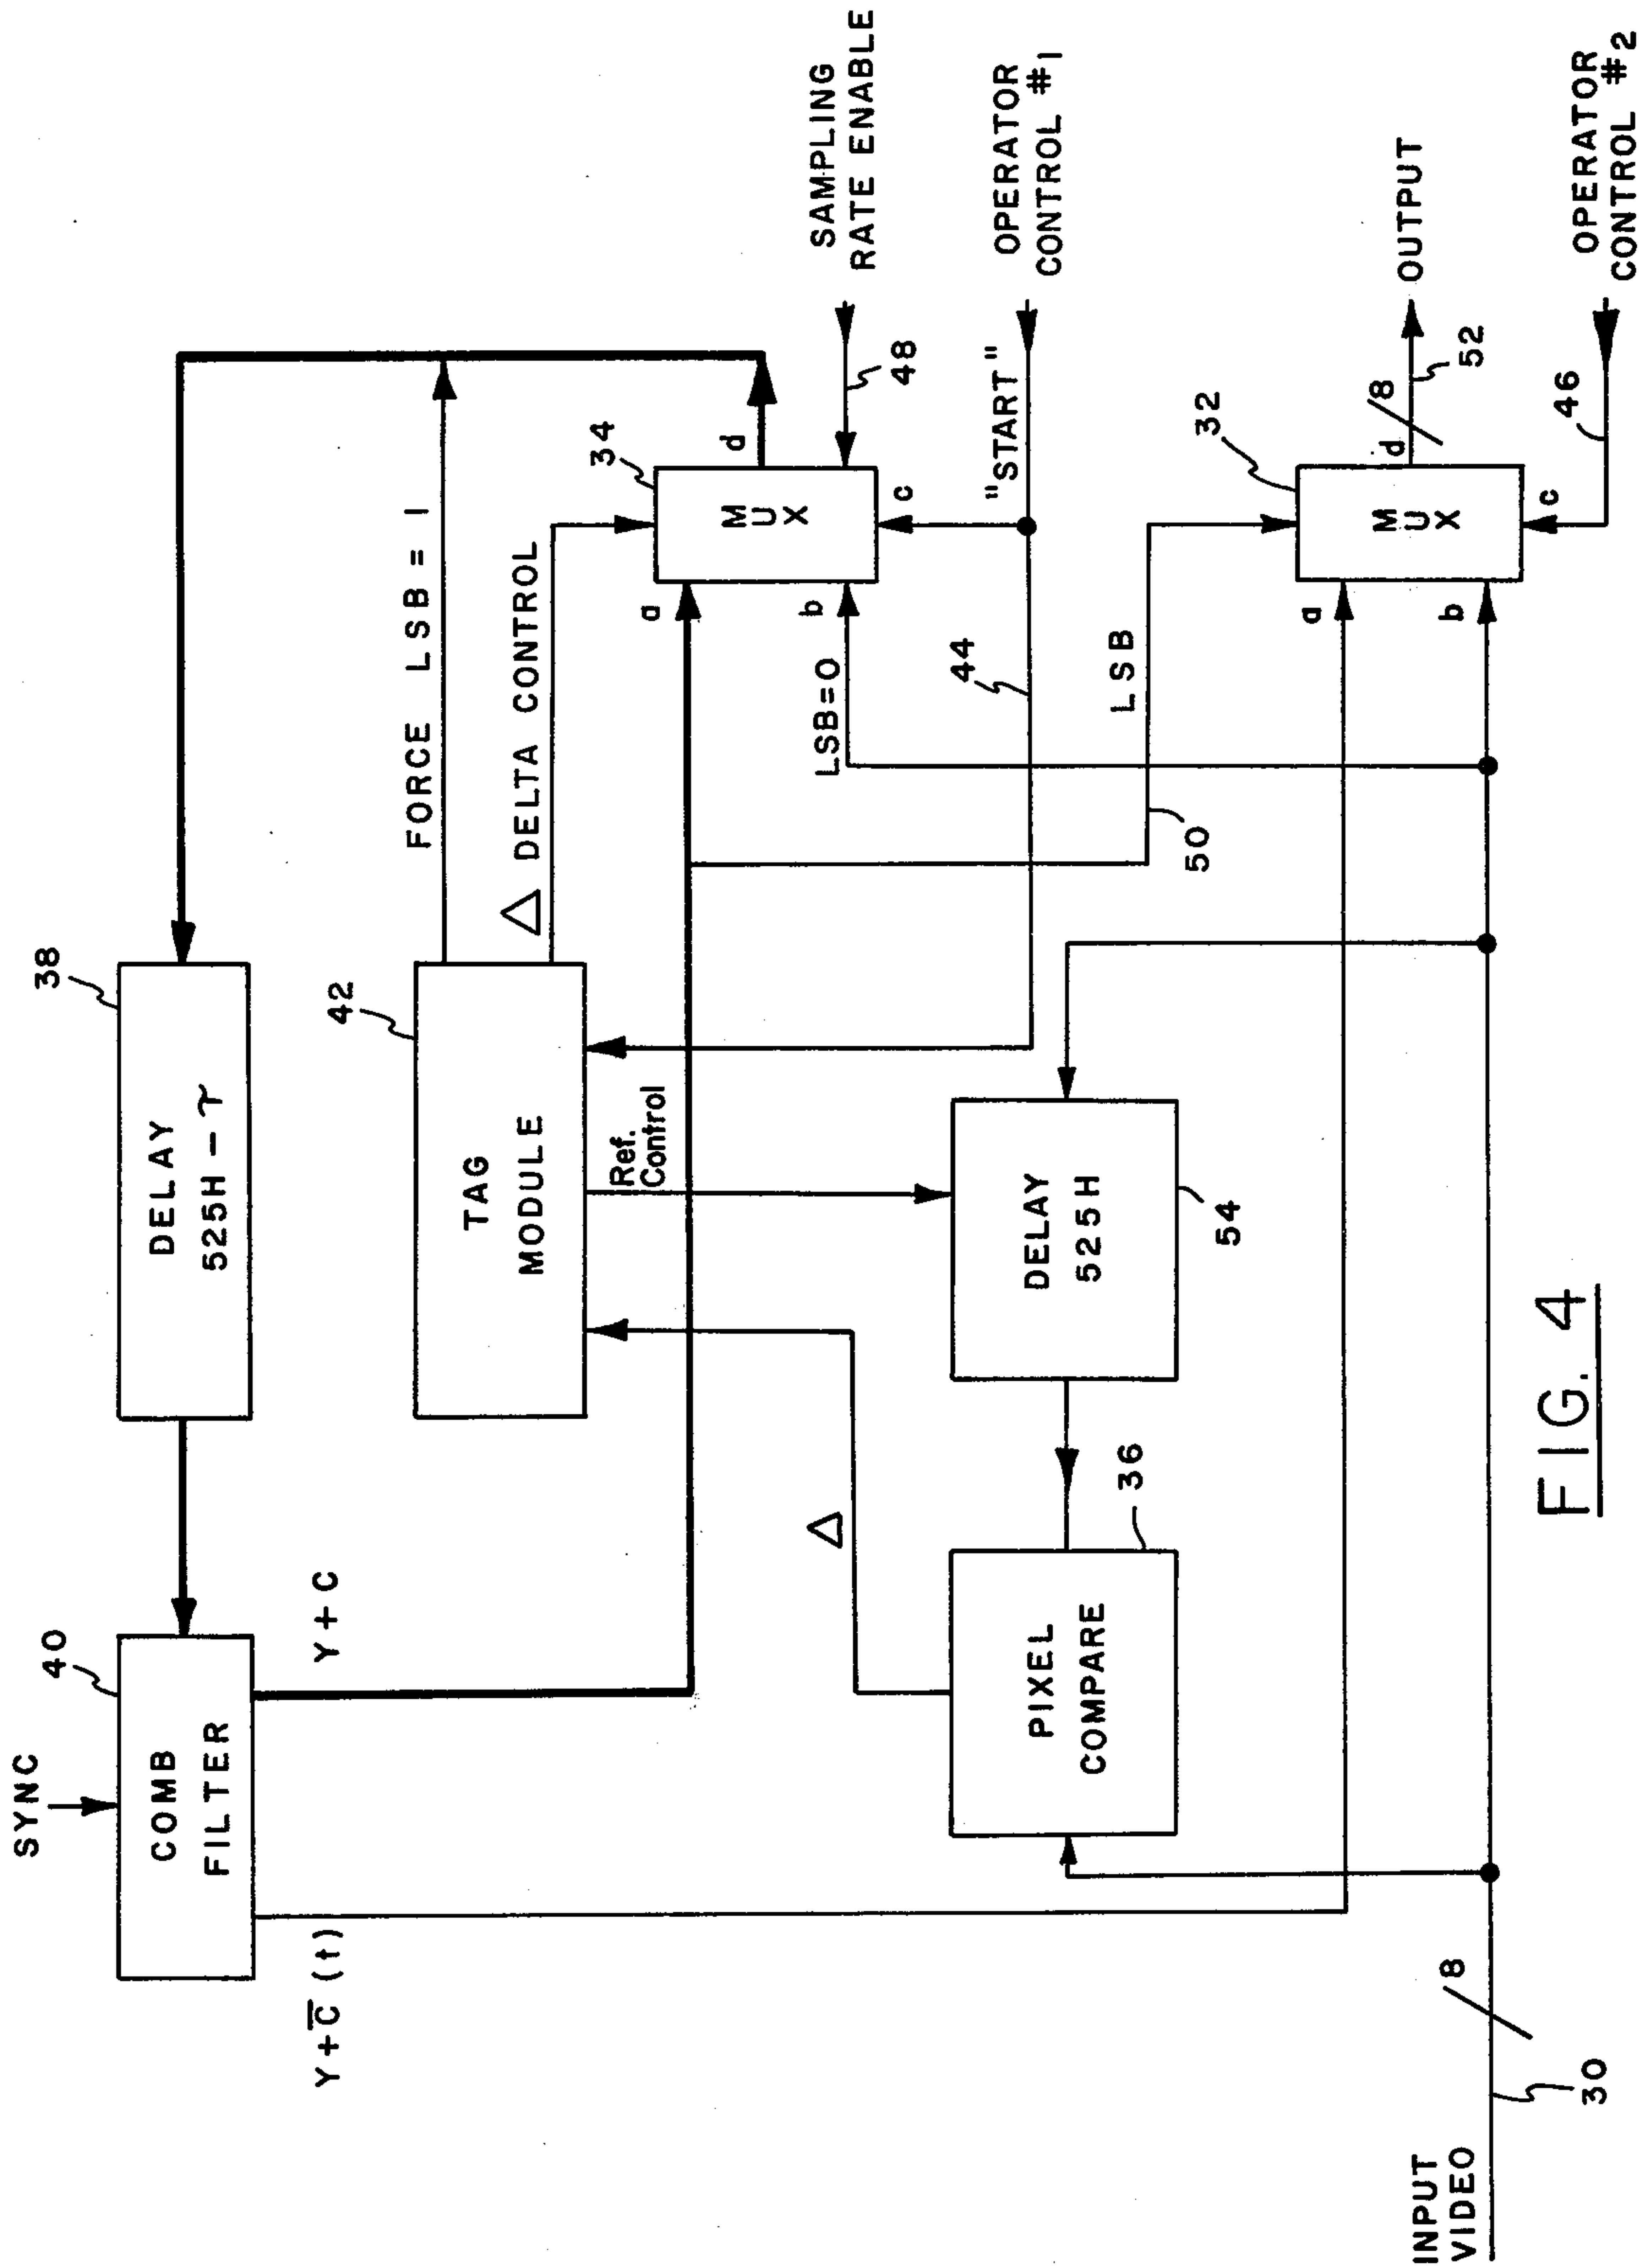 SYNC
40
COMB
FILTER
38
DELAY
525H - τ
Y + C
Y + C̅ (t)
42
TAG
MODULE
FORCE LSB = 1
Δ DELTA CONTROL
Ref.
Control
34
MUX
a
b
c
d
LSB=0
SAMPLING
RATE ENABLE
48
OPERATOR
CONTROL #1
"START"
44
Δ
36
PIXEL
COMPARE
DELAY
525H
54
50
LSB
32
MUX
a
b
c
d
8
OUTPUT
52
46
OPERATOR
CONTROL #2
INPUT
VIDEO
30
8
FIG. 4